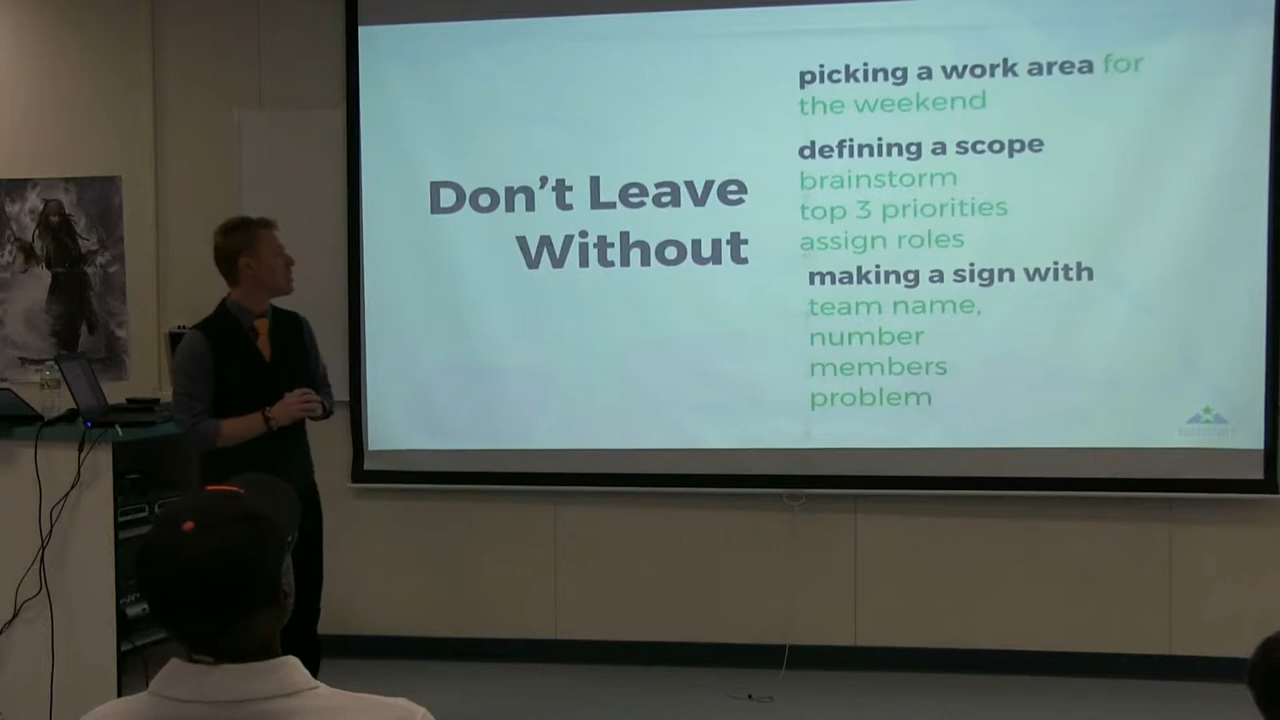 Don't Leave
Without
picking a work area for
the weekend
defining a scope
brainstorm
top 3 priorities
assign roles
making a sign with
team name,
number
members
problem